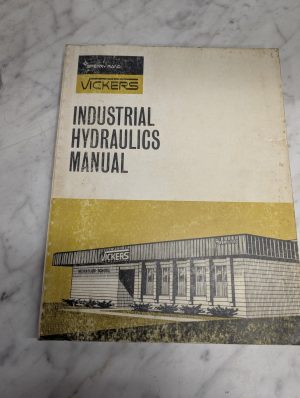 SPERRY RAND
VICKERS
INDUSTRIAL
HYDRAULICS
MANUAL
VICKERS